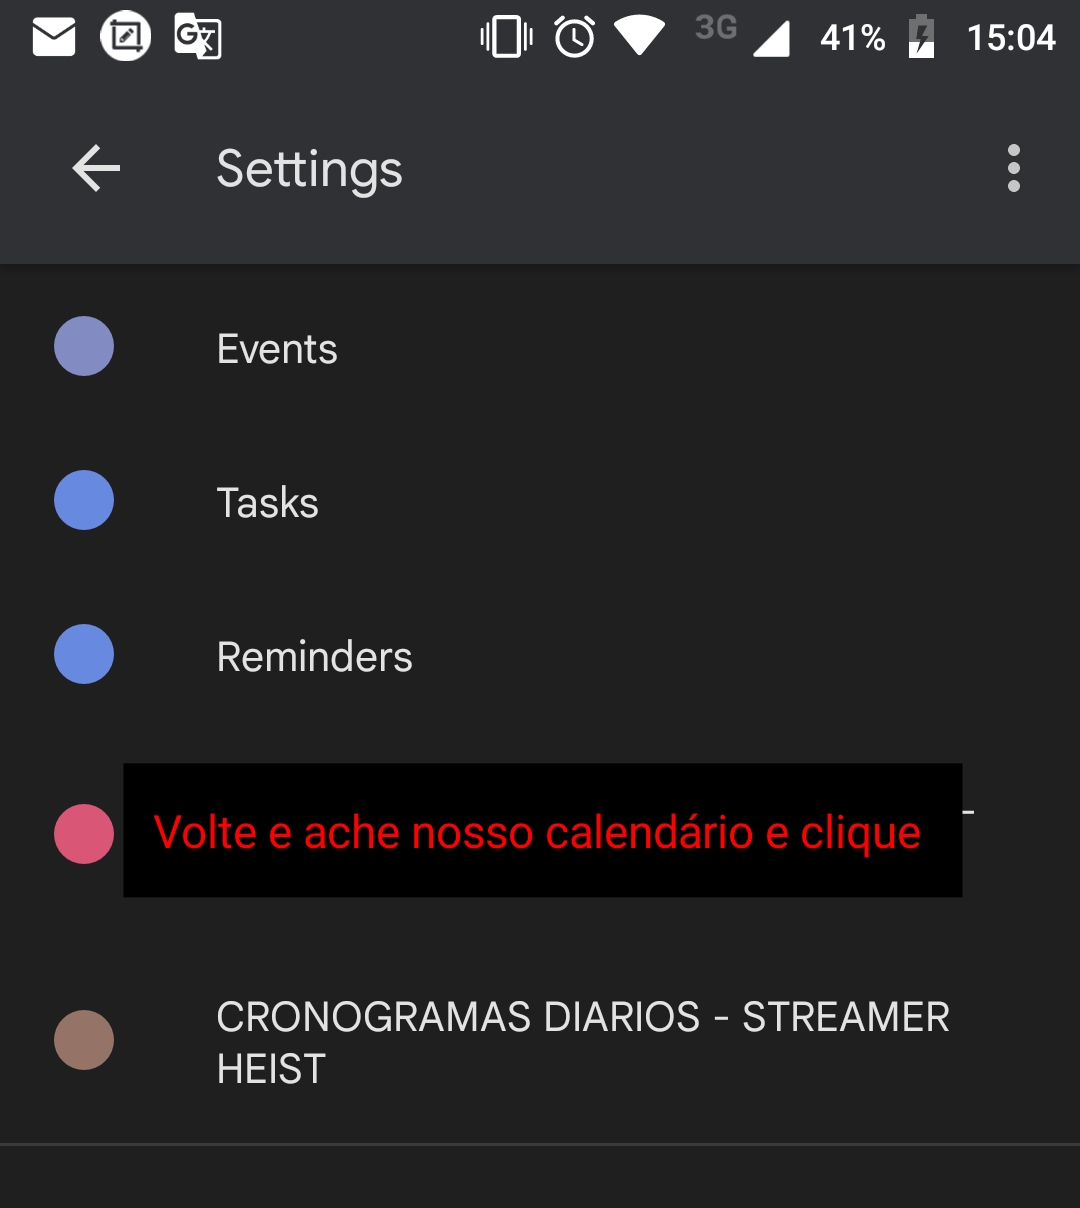 3G 41% 15:04
Settings
Events
Tasks
Reminders
Volte e ache nosso calendário e clique -
CRONOGRAMAS DIARIOS - STREAMER
HEIST